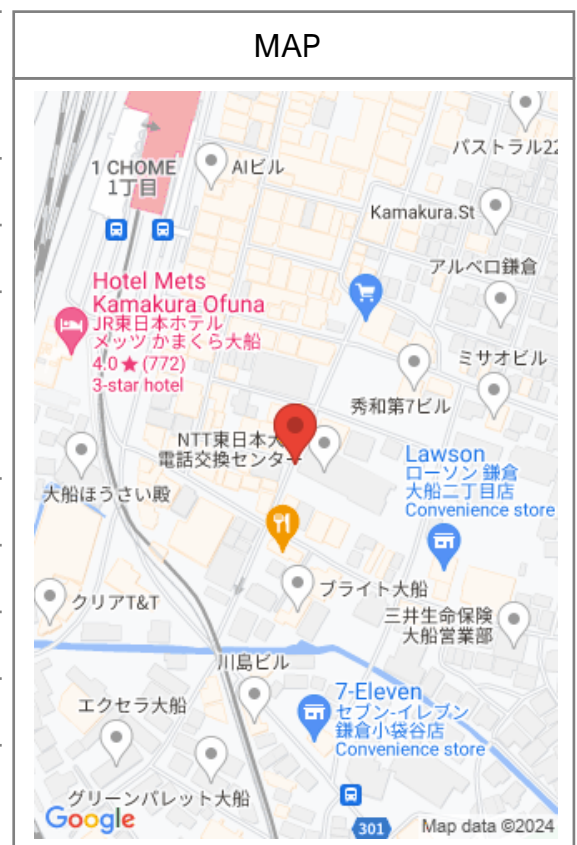 MAP
パストラル22
1 CHOME
1丁目
AIビル
Kamakura.St
アルベロ鎌倉
Hotel Mets
Kamakura Ofuna
JR東日本ホテル
メッツ かまくら大船
4.0★(772)
3-star hotel
ミサオビル
秀和第7ビル
NTT東日本大
電話交換センター
Lawson
ローソン 鎌倉
大船二丁目店
Convenience store
大船ほうさい殿
ブライト大船
クリアT&T
三井生命保険
大船営業部
川島ビル
7-Eleven
セブン-イレブン
鎌倉小袋谷店
Convenience store
エクセラ大船
グリーンパレット大船
Google
301
Map data ©2024